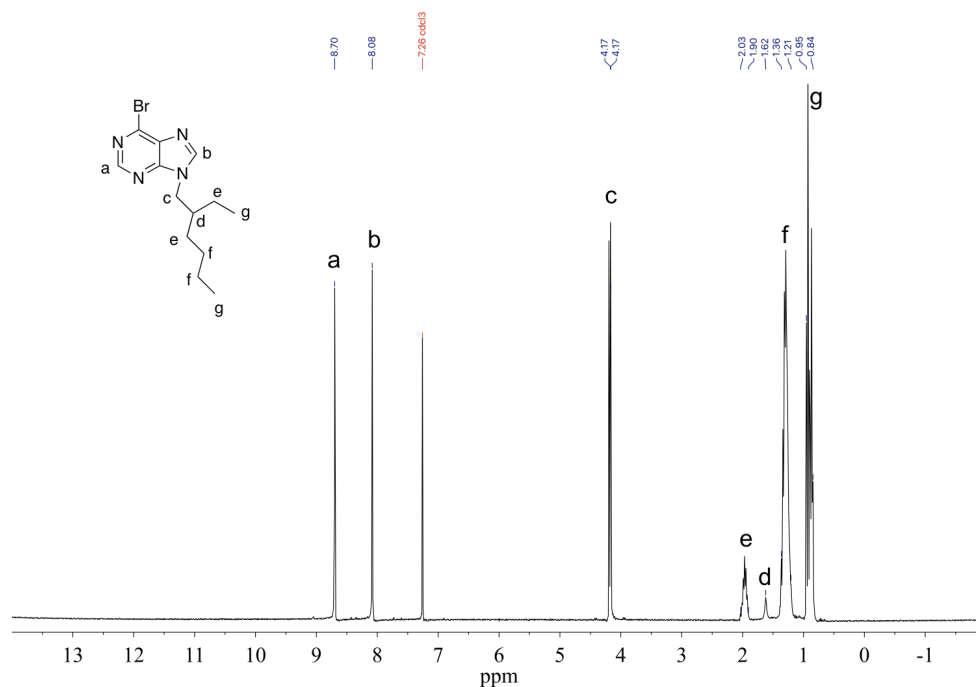 8.70
8.08
7.26 cdcl3
4.17
4.17
2.03
1.90
1.62
1.36
1.21
0.95
0.84
Br
N
N
N
N
a
b
c
d
e
g
e
f
f
g
a
b
c
e
d
f
g
13 12 11 10 9 8 7 6 5 4 3 2 1 0 -1
ppm